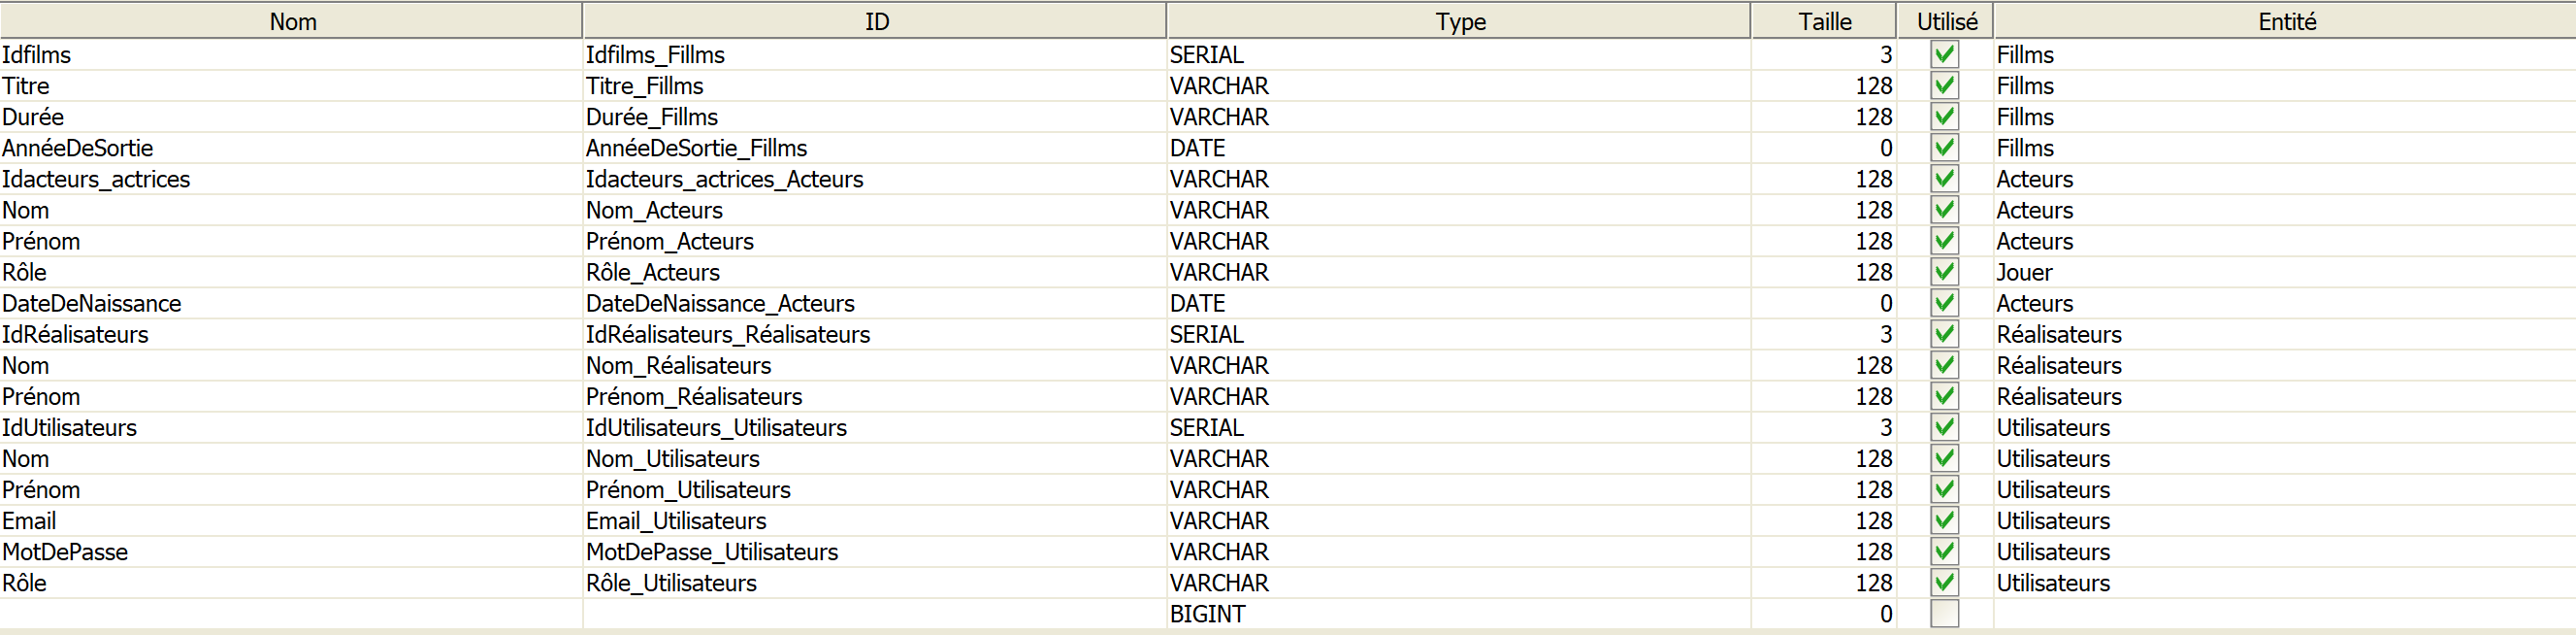 Nom ID Type Taille Utilisé Entité
Idfilms Idfilms_Fillms SERIAL 3 Fillms
Titre Titre_Fillms VARCHAR 128 Fillms
Durée Durée_Fillms VARCHAR 128 Fillms
AnnéeDeSortie AnnéeDeSortie_Fillms DATE 0 Fillms
Idacteurs_actrices Idacteurs_actrices_Acteurs VARCHAR 128 Acteurs
Nom Nom_Acteurs VARCHAR 128 Acteurs
Prénom Prénom_Acteurs VARCHAR 128 Acteurs
Rôle Rôle_Acteurs VARCHAR 128 Jouer
DateDeNaissance DateDeNaissance_Acteurs DATE 0 Acteurs
IdRéalisateurs IdRéalisateurs_Réalisateurs SERIAL 3 Réalisateurs
Nom Nom_Réalisateurs VARCHAR 128 Réalisateurs
Prénom Prénom_Réalisateurs VARCHAR 128 Réalisateurs
IdUtilisateurs IdUtilisateurs_Utilisateurs SERIAL 3 Utilisateurs
Nom Nom_Utilisateurs VARCHAR 128 Utilisateurs
Prénom Prénom_Utilisateurs VARCHAR 128 Utilisateurs
Email Email_Utilisateurs VARCHAR 128 Utilisateurs
MotDePasse MotDePasse_Utilisateurs VARCHAR 128 Utilisateurs
Rôle Rôle_Utilisateurs VARCHAR 128 Utilisateurs
BIGINT 0